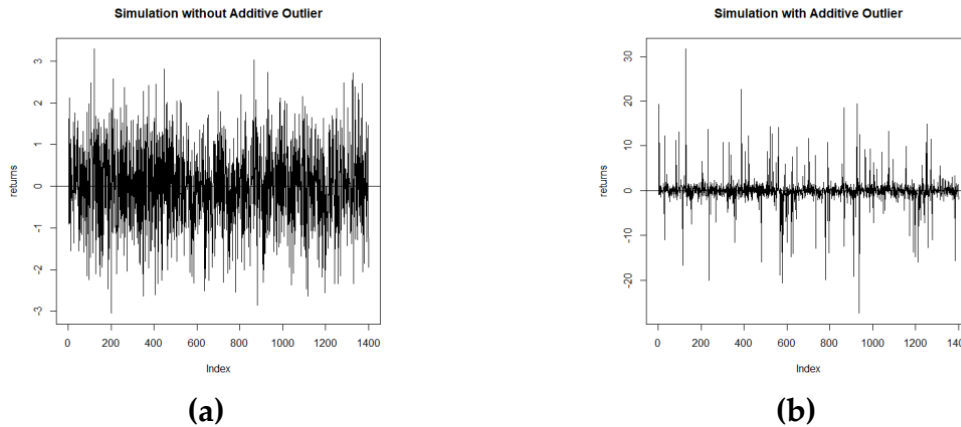 Simulation without Additive Outlier
returns
3
2
1
0
-1
-2
-3
0 200 400 600 800 1000 1200 1400
Index
(a)
Simulation with Additive Outlier
returns
30
20
10
0
-10
-20
0 200 400 600 800 1000 1200 1400
Index
(b)